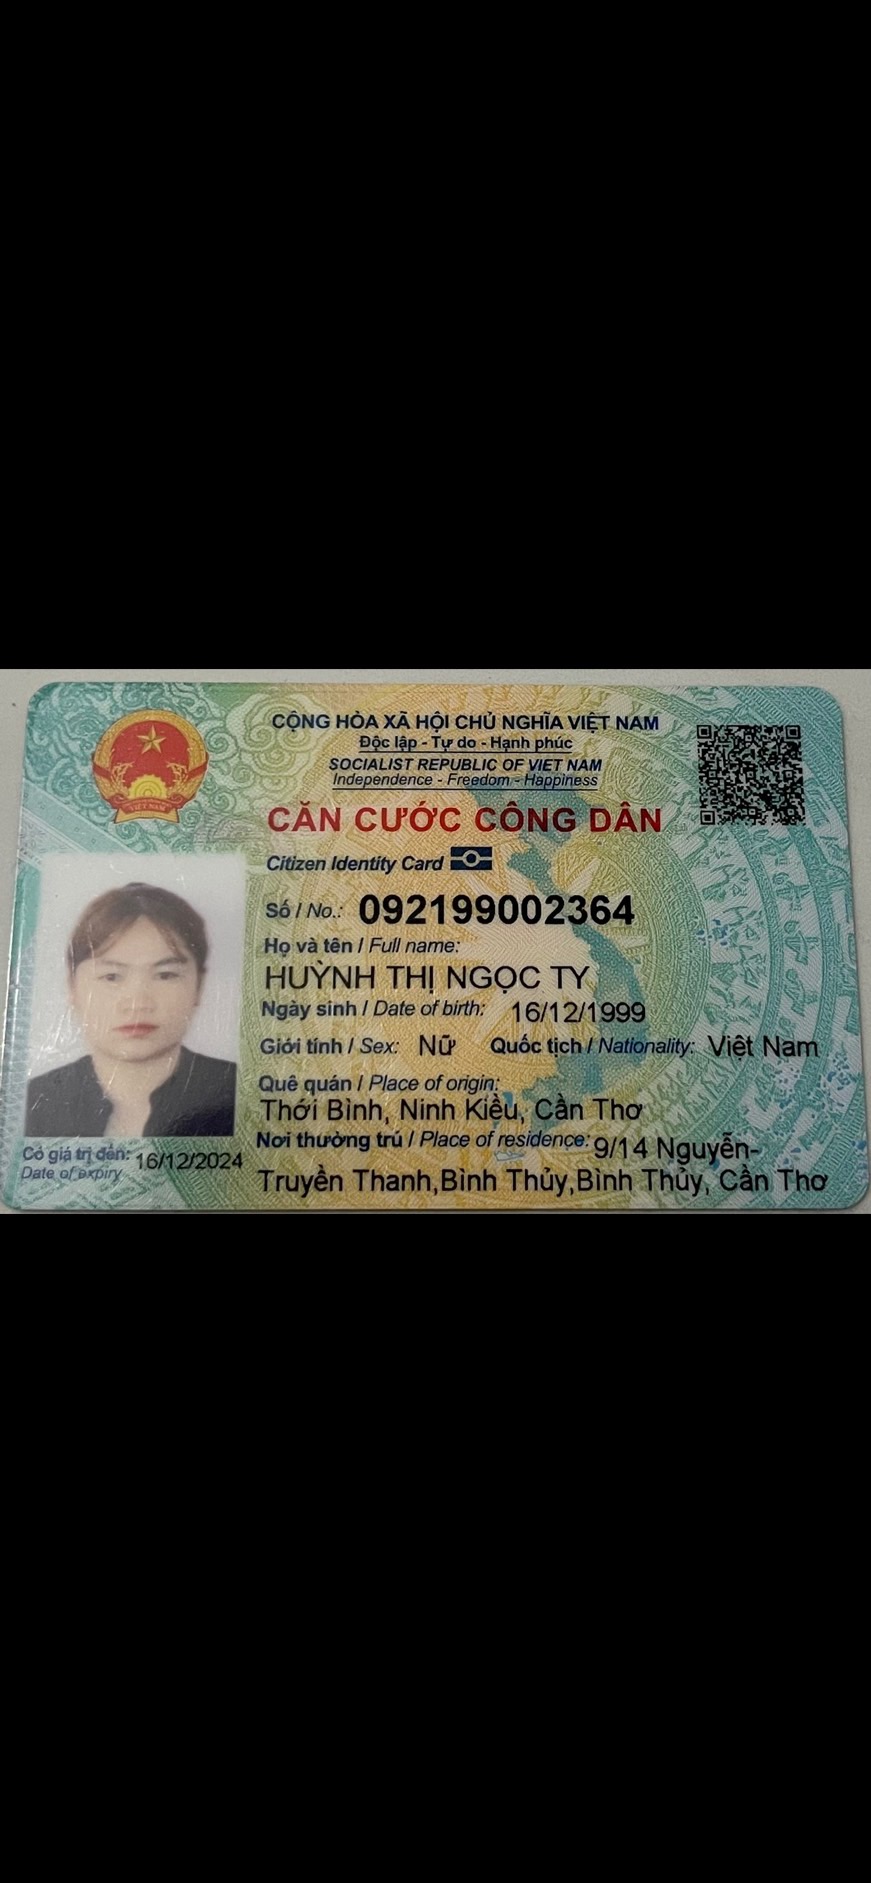 CỘNG HÒA XÃ HỘI CHỦ NGHĨA VIỆT NAM
Độc lập - Tự do - Hạnh phúc
SOCIALIST REPUBLIC OF VIET NAM
Independence - Freedom - Happiness
CĂN CƯỚC CÔNG DÂN
Citizen Identity Card
Số / No.: 092199002364
Họ và tên / Full name:
HUỲNH THỊ NGỌC TY
Ngày sinh / Date of birth: 16/12/1999
Giới tính / Sex: Nữ Quốc tịch / Nationality: Việt Nam
Quê quán / Place of origin:
Thới Bình, Ninh Kiều, Cần Thơ
Nơi thường trú / Place of residence: 9/14 Nguyễn-
Truyền Thanh,Bình Thủy,Bình Thủy, Cần Thơ
Có giá trị đến: 16/12/2024
Date of expiry
VIỆT NAM